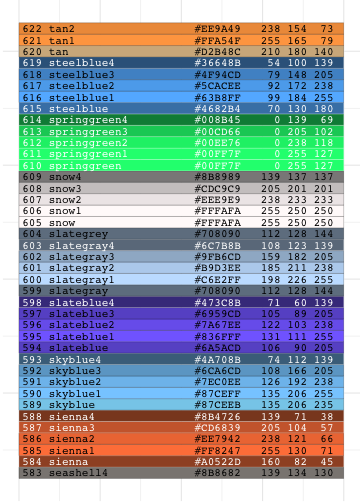 622 tan2 #EE9A49 238 154 73
621 tan1 #FFA54F 255 165 79
620 tan #D2B48C 210 180 140
619 steelblue4 #36648B 54 100 139
618 steelblue3 #4F94CD 79 148 205
617 steelblue2 #5CACEE 92 172 238
616 steelblue1 #63B8FF 99 184 255
615 steelblue #4682B4 70 130 180
614 springgreen4 #008B45 0 139 69
613 springgreen3 #00CD66 0 205 102
612 springgreen2 #00EE76 0 238 118
611 springgreen1 #00FF7F 0 255 127
610 springgreen #00FF7F 0 255 127
609 snow4 #8B8989 139 137 137
608 snow3 #CDC9C9 205 201 201
607 snow2 #EEE9E9 238 233 233
606 snow1 #FFFAFA 255 250 250
605 snow #FFFAFA 255 250 250
604 slategray #708090 112 128 144
603 slategray4 #6C7B8B 108 123 139
602 slategray3 #9FB6CD 159 182 205
601 slategray2 #B9D3EE 185 211 238
600 slategray1 #C6E2FF 198 226 255
599 slategray #708090 112 128 144
598 slateblue4 #473C8B 71 60 139
597 slateblue3 #6959CD 105 89 205
596 slateblue2 #7A67EE 122 103 238
595 slateblue1 #836FFF 131 111 255
594 slateblue #6A5ACD 106 90 205
593 skyblue4 #4A708B 74 112 139
592 skyblue3 #6CA6CD 108 166 205
591 skyblue2 #7EC0EE 126 192 238
590 skyblue1 #87CEFF 135 206 255
589 skyblue #87CEEB 135 206 235
588 sienna4 #8B4726 139 71 38
587 sienna3 #CD6839 205 104 57
586 sienna2 #EE7942 238 121 66
585 sienna1 #FF8247 255 130 71
584 sienna #A0522D 160 82 45
583 seashell4 #8B8682 139 134 130